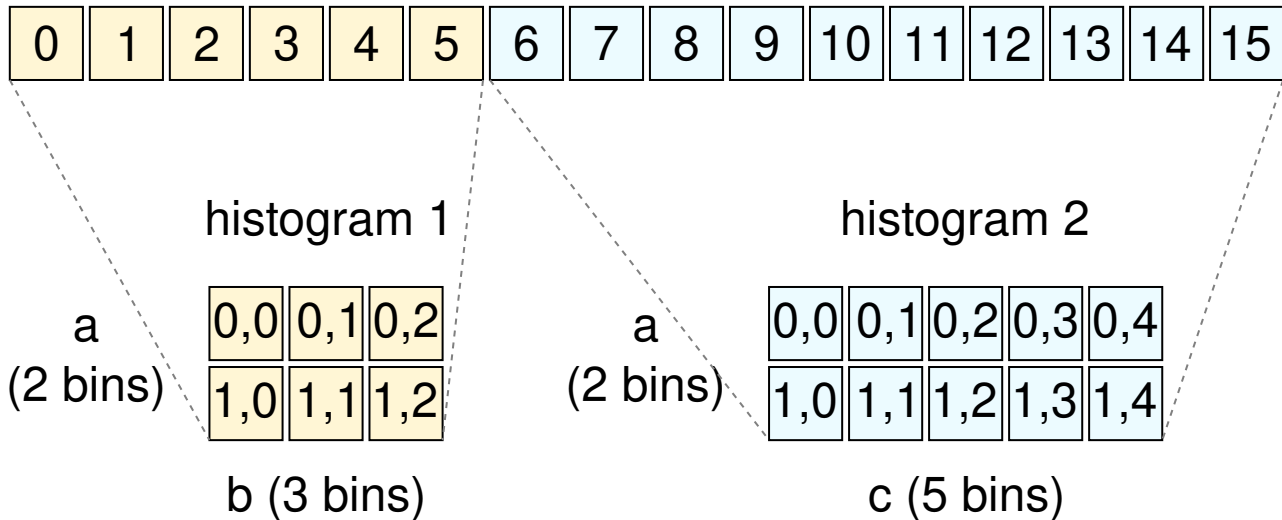 0 1 2 3 4 5 6 7 8 9 10 11 12 13 14 15
histogram 1
histogram 2
a
(2 bins)
0,0 0,1 0,2
1,0 1,1 1,2
b (3 bins)
a
(2 bins)
0,0 0,1 0,2 0,3 0,4
1,0 1,1 1,2 1,3 1,4
c (5 bins)